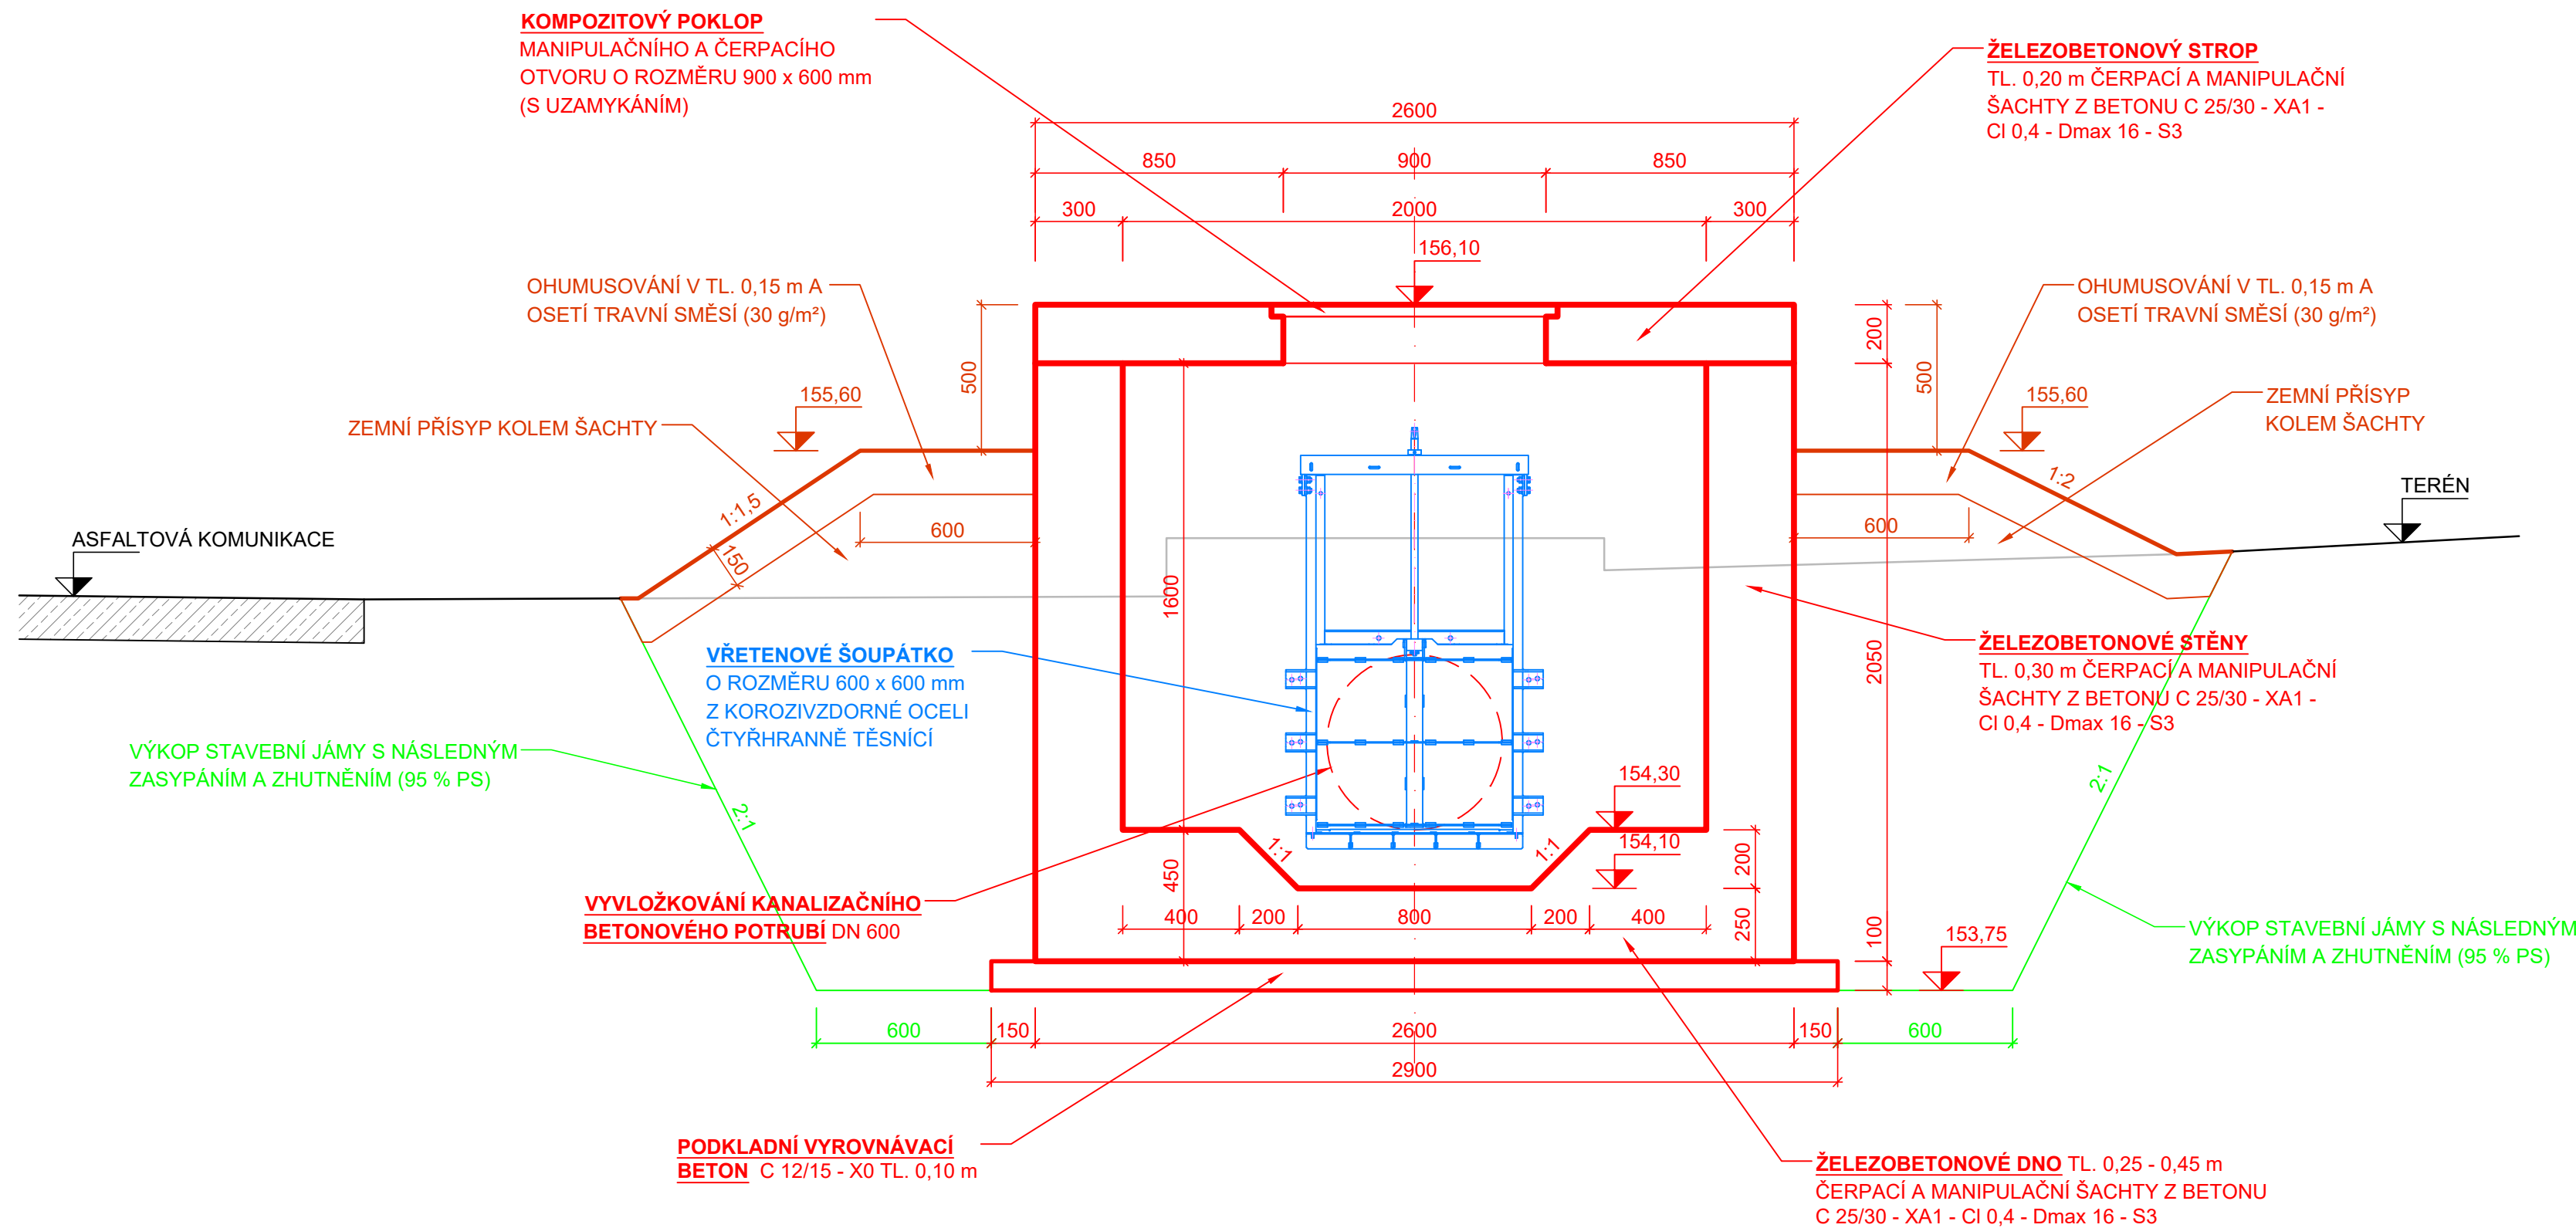 KOMPOZITOVÝ POKLOP
MANIPULAČNÍHO A ČERPACÍHO
OTVORU O ROZMĚRU 900 x 600 mm
(S UZAMYKÁNÍM)
ŽELEZOBETONOVÝ STROP
TL. 0,20 m ČERPACÍ A MANIPULAČNÍ
ŠACHTY Z BETONU C 25/30 - XA1 -
Cl 0,4 - Dmax 16 - S3
2600
850
900
850
300
2000
300
156,10
OHUMUSOVÁNÍ V TL. 0,15 m A
OSETÍ TRAVNÍ SMĚSÍ (30 g/m²)
OHUMUSOVÁNÍ V TL. 0,15 m A
OSETÍ TRAVNÍ SMĚSÍ (30 g/m²)
500
200
500
155,60
155,60
ZEMNÍ PŘÍSYP KOLEM ŠACHTY
ZEMNÍ PŘÍSYP
KOLEM ŠACHTY
1:1,5
1:2
TERÉN
600
600
ASFALTOVÁ KOMUNIKACE
150
1600
2050
VŘETENOVÉ ŠOUPÁTKO
O ROZMĚRU 600 x 600 mm
Z KOROZIVZDORNÉ OCELI
ČTYŘHRANNĚ TĚSNÍCÍ
ŽELEZOBETONOVÉ STĚNY
TL. 0,30 m ČERPACÍ A MANIPULAČNÍ
ŠACHTY Z BETONU C 25/30 - XA1 -
Cl 0,4 - Dmax 16 - S3
VÝKOP STAVEBNÍ JÁMY S NÁSLEDNÝM
ZASYPÁNÍM A ZHUTNĚNÍM (95 % PS)
154,30
2:1
2:1
154,10
1:1
1:1
450
200
VYVLOŽKOVÁNÍ KANALIZAČNÍHO
BETONOVÉHO POTRUBÍ DN 600
400
200
800
200
400
250
100
153,75
VÝKOP STAVEBNÍ JÁMY S NÁSLEDNÝM
ZASYPÁNÍM A ZHUTNĚNÍM (95 % PS)
600
150
2600
150
600
2900
PODKLADNÍ VYROVNÁVACÍ
BETON C 12/15 - X0 TL. 0,10 m
ŽELEZOBETONOVÉ DNO TL. 0,25 - 0,45 m
ČERPACÍ A MANIPULAČNÍ ŠACHTY Z BETONU
C 25/30 - XA1 - Cl 0,4 - Dmax 16 - S3